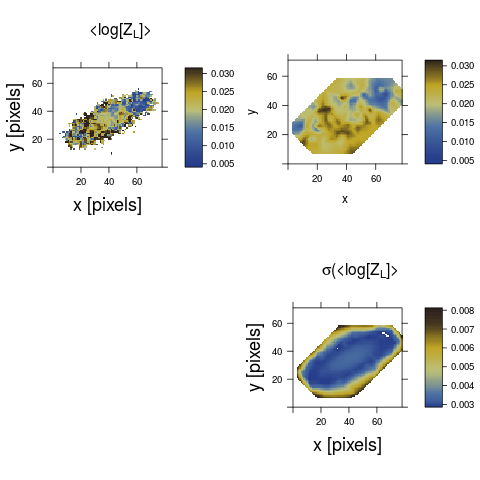 <log[Z_L]>
60
40
20
20 40 60
x [pixels]
y [pixels]
0.030
0.025
0.020
0.015
0.010
0.005
60
40
20
20 40 60
x
y
0.030
0.025
0.020
0.015
0.010
0.005
σ(<log[Z_L]>
60
40
20
20 40 60
x [pixels]
y [pixels]
0.008
0.007
0.006
0.005
0.004
0.003